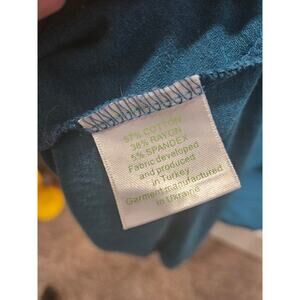 57% COTTON
38% RAYON
5% SPANDEX
Fabric developed
and produced
in Turkey
Garment manufactured
in Ukraine